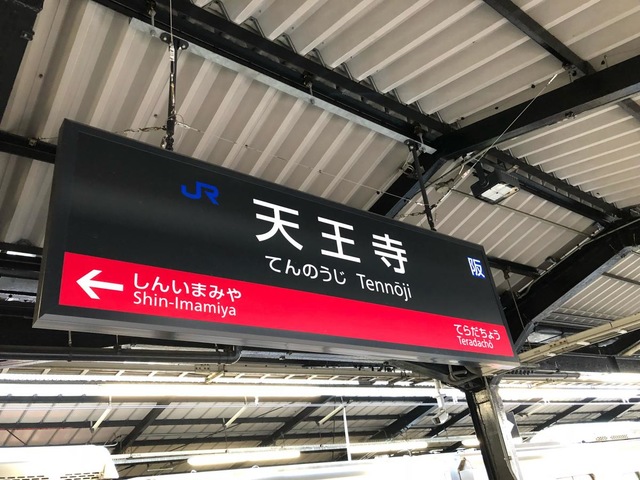 JR
天王寺
てんのうじ Tennōji
阪
しんいまみや
Shin-Imamiya
てらだちょう
Teradachō